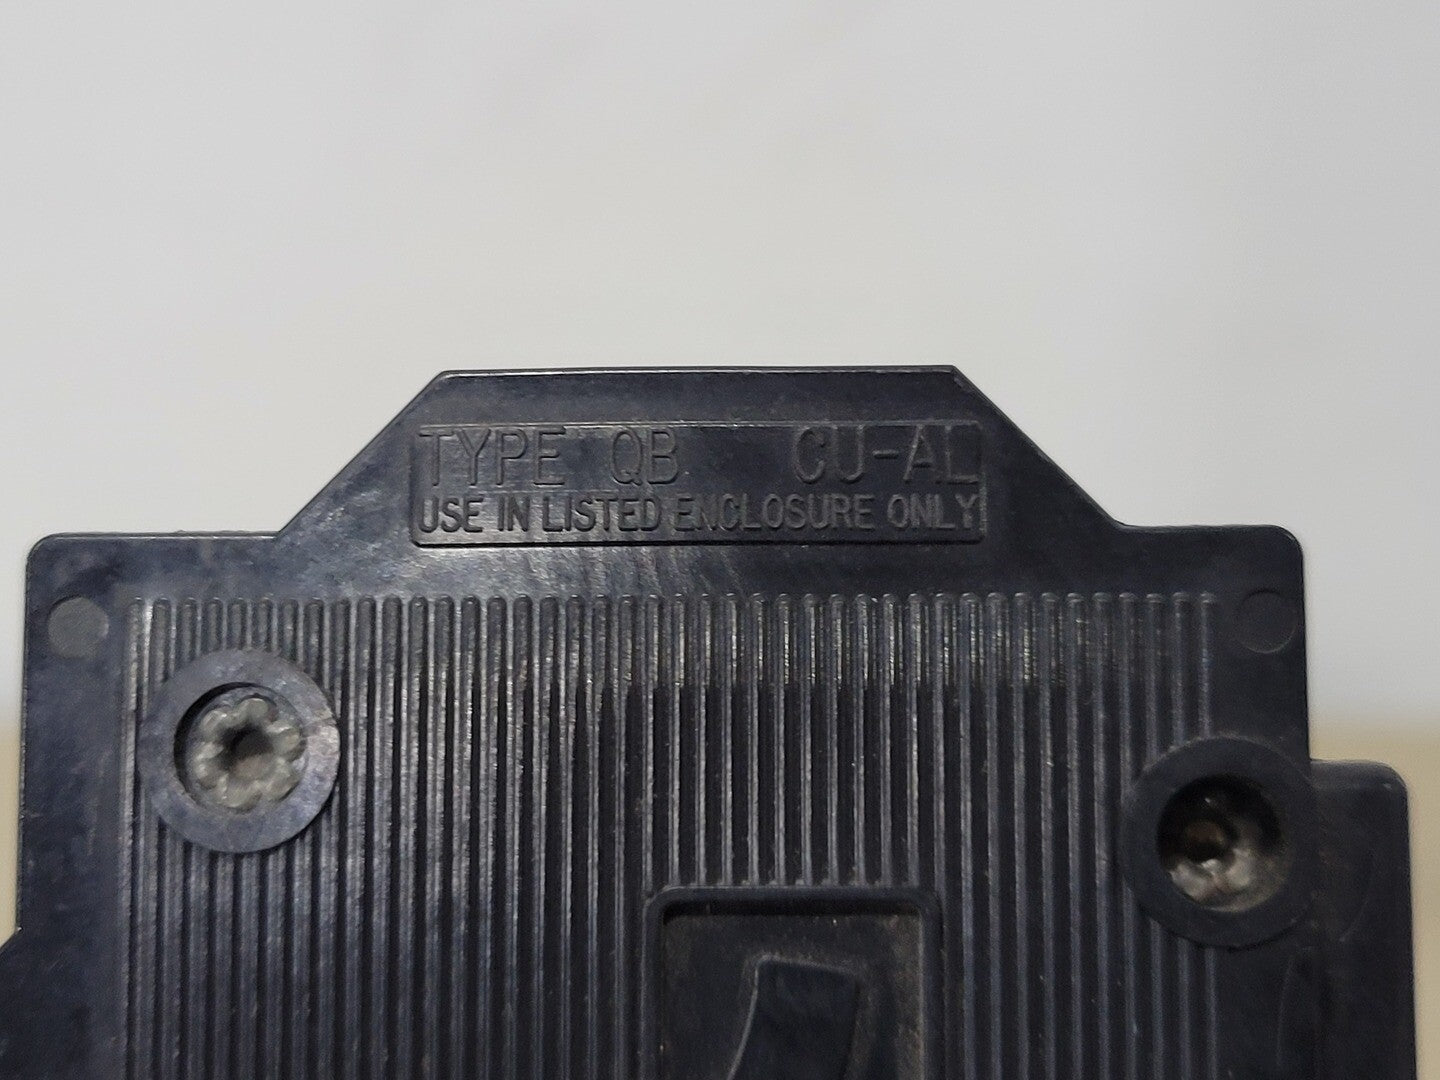 TYPE QB CU-AL
USE IN LISTED ENCLOSURE ONLY